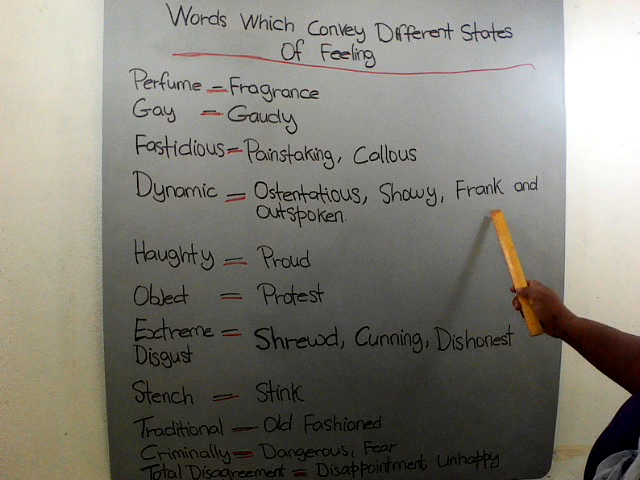 Words Which Convey Different States
Of Feeling
Perfume = Fragrance
Gay = Gaudy
Fastidious = Painstaking, Callous
Dynamic = Ostentatious, Showy, Frank and
outspoken
Haughty = Proud
Object = Protest
Extreme = Shrewd, Cunning, Dishonest
Disgust
Stench = Stink
Traditional = Old Fashioned
Criminally = Dangerous, Fear
Total Disagreement = Disappointment, Unhappy